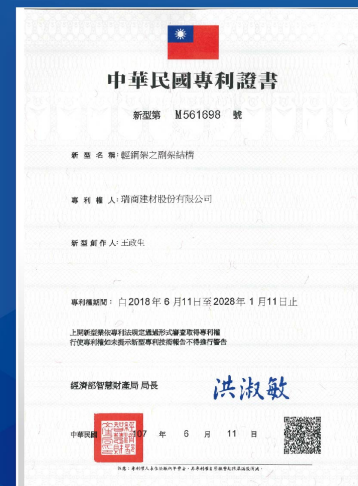 中華民國專利證書
新型第 M561698 號
新 型 名 稱:輕鋼架之副架結構
專 利 權 人:瑞商建材股份有限公司
新 型 創 作 人:王政生
專利權期間: 自2018年 6月11日至2028年 1月11日止
上開新型業依專利法規定通過形式審查取得專利權
行使專利權如未提示新型專利技術報告不得進行警告
經濟部智慧財產局 局長
洪淑敏
中華民國 107 年 6 月 11 日